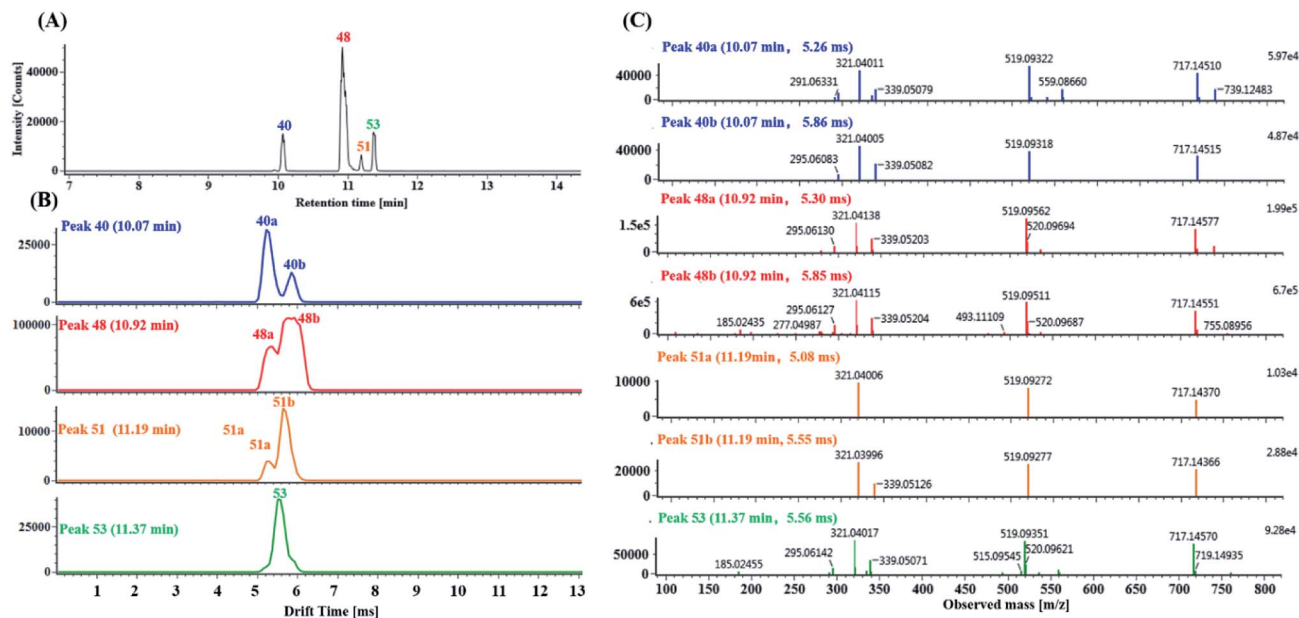 (A)
48
40
51
53
Intensity [Counts]
40000
20000
0
7 8 9 10 11 12 13 14
Retention time [min]
(B)
Peak 40 (10.07 min)
40a
40b
25000
0
Peak 48 (10.92 min)
48a
48b
100000
0
Peak 51 (11.19 min)
51a
51a
51b
10000
0
Peak 53 (11.37 min)
53
25000
0
1 2 3 4 5 6 7 8 9 10 11 12 13
Drift Time [ms]
(C)
Peak 40a (10.07 min, 5.26 ms)
5.97e4
40000
0
291.06331
321.04011
339.05079
519.09322
559.08660
717.14510
739.12483
Peak 40b (10.07 min, 5.86 ms)
4.87e4
40000
0
295.06083
321.04005
339.05082
519.09318
717.14515
Peak 48a (10.92 min, 5.30 ms)
1.99e5
1.5e5
0
295.06130
321.04138
339.05203
519.09562
520.09694
717.14577
Peak 48b (10.92 min, 5.85 ms)
6.7e5
6e5
0
185.02435
277.04987
295.06127
321.04115
339.05204
493.11109
519.09511
520.09687
717.14551
755.08956
Peak 51a (11.19min, 5.08 ms)
1.03e4
10000
0
321.04006
519.09272
717.14370
Peak 51b (11.19 min, 5.55 ms)
2.88e4
20000
0
321.03996
339.05126
519.09277
717.14366
Peak 53 (11.37 min, 5.56 ms)
9.28e4
50000
0
185.02455
295.06142
321.04017
339.05071
515.09545
519.09351
520.09621
717.14570
719.14935
100 150 200 250 300 350 400 450 500 550 600 650 700 750 800
Observed mass [m/z]